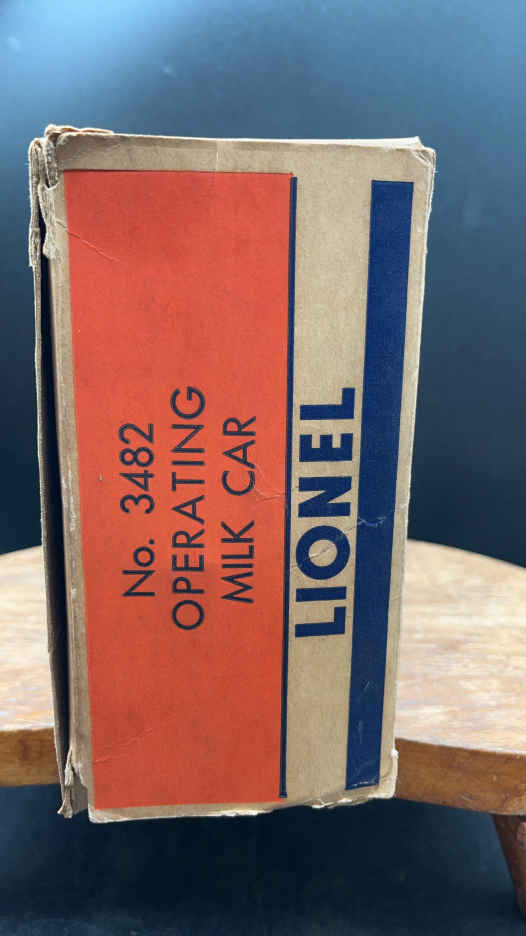 No. 3482
OPERATING
MILK CAR
LIONEL